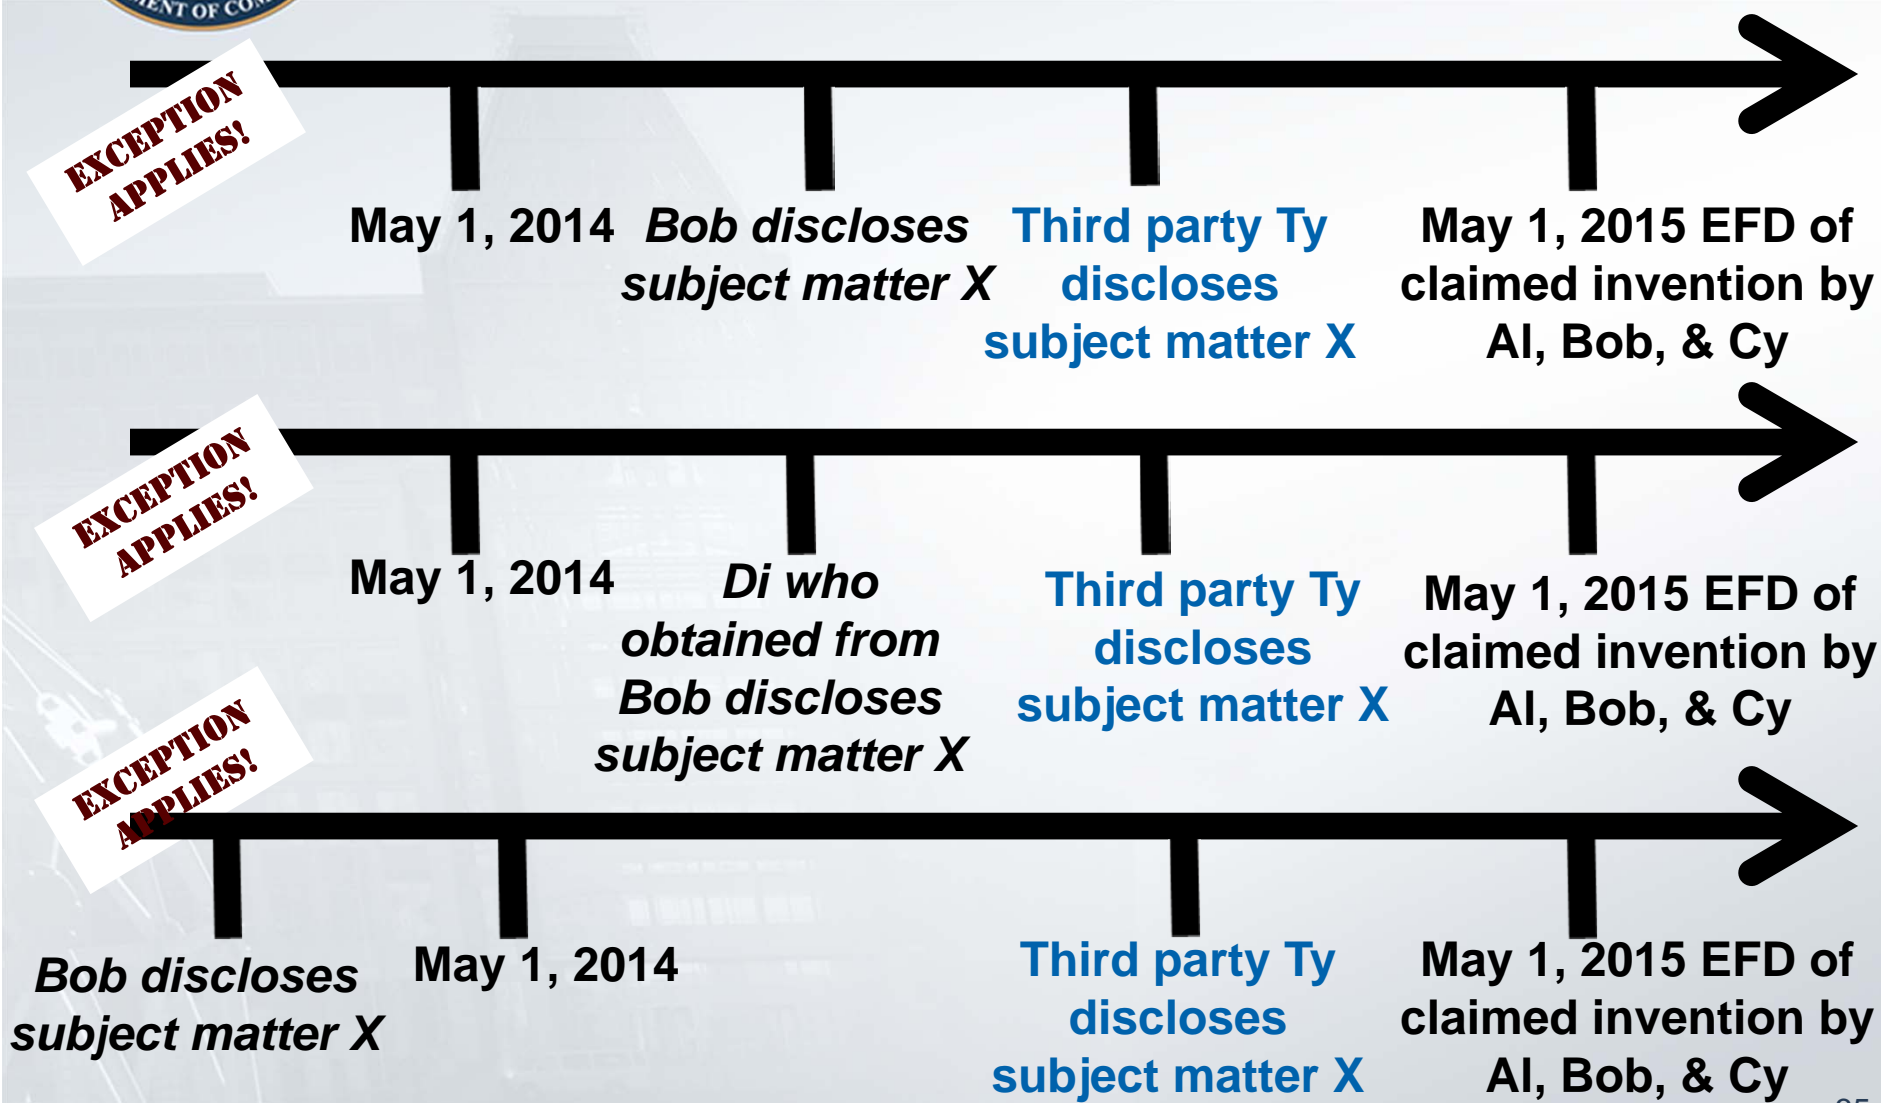 MENT OF COM
EXCEPTION
APPLIES!
May 1, 2014
Bob discloses
subject matter X
Third party Ty
discloses
subject matter X
May 1, 2015 EFD of
claimed invention by
Al, Bob, & Cy
EXCEPTION
APPLIES!
May 1, 2014
Di who
obtained from
Bob discloses
subject matter X
Third party Ty
discloses
subject matter X
May 1, 2015 EFD of
claimed invention by
Al, Bob, & Cy
EXCEPTION
APPLIES!
Bob discloses
subject matter X
May 1, 2014
Third party Ty
discloses
subject matter X
May 1, 2015 EFD of
claimed invention by
Al, Bob, & Cy